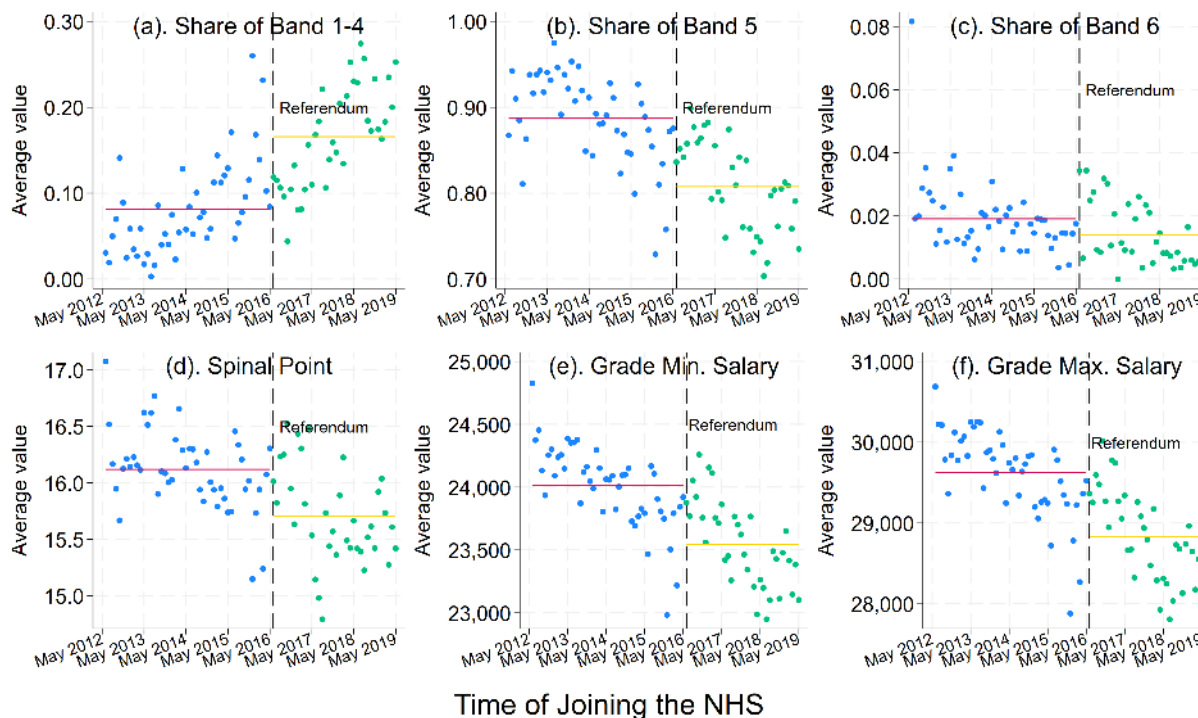 (a). Share of Band 1-4
Average value
0.30
0.20
0.10
0.00
Referendum
May 2012
May 2013
May 2014
May 2015
May 2016
May 2017
May 2018
May 2019
(b). Share of Band 5
Average value
1.00
0.90
0.80
0.70
Referendum
May 2012
May 2013
May 2014
May 2015
May 2016
May 2017
May 2018
May 2019
(c). Share of Band 6
Average value
0.08
0.06
0.04
0.02
0.00
Referendum
May 2012
May 2013
May 2014
May 2015
May 2016
May 2017
May 2018
May 2019
(d). Spinal Point
Average value
17.0
16.5
16.0
15.5
15.0
Referendum
May 2012
May 2013
May 2014
May 2015
May 2016
May 2017
May 2018
May 2019
(e). Grade Min. Salary
Average value
25,000
24,500
24,000
23,500
23,000
Referendum
May 2012
May 2013
May 2014
May 2015
May 2016
May 2017
May 2018
May 2019
(f). Grade Max. Salary
Average value
31,000
30,000
29,000
28,000
Referendum
May 2012
May 2013
May 2014
May 2015
May 2016
May 2017
May 2018
May 2019
Time of Joining the NHS